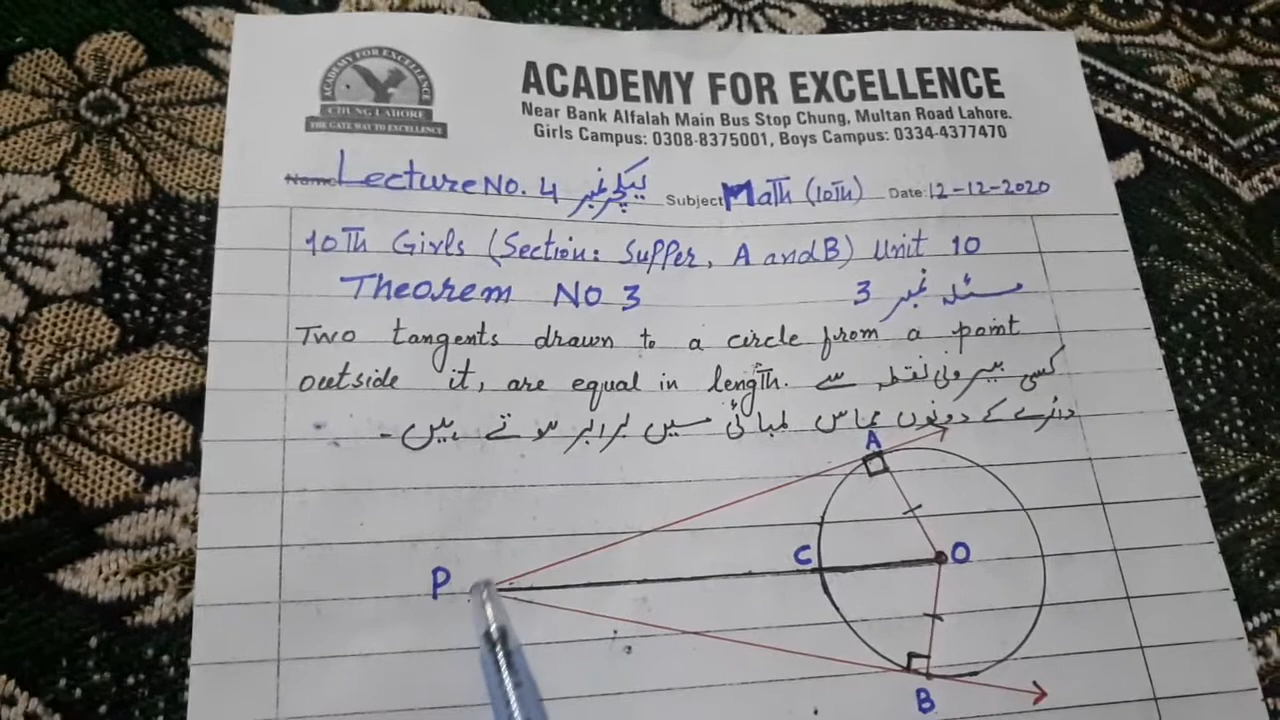 ACADEMY FOR EXCELLENCE
CHUNG LAHORE
THE GATE WAY TO EXCELLENCE
ACADEMY FOR EXCELLENCE
Near Bank Alfalah Main Bus Stop Chung, Multan Road Lahore.
Girls Campus: 0308-8375001, Boys Campus: 0334-4377470
Name Lecture No. 4 لیکچر نمبر Subject Math (10Th) Date: 12-12-2020
10Th Girls (Section: Supper, A and B) Unit 10
Theorem No 3 مسئلہ نمبر 3
Two tangents drawn to a circle from a point
outside it, are equal in length. کسی بیرونی نقطہ سے
دائرے کے دونوں مماس لمبائی میں برابر ہوتے ہیں۔
A
C O
P
B